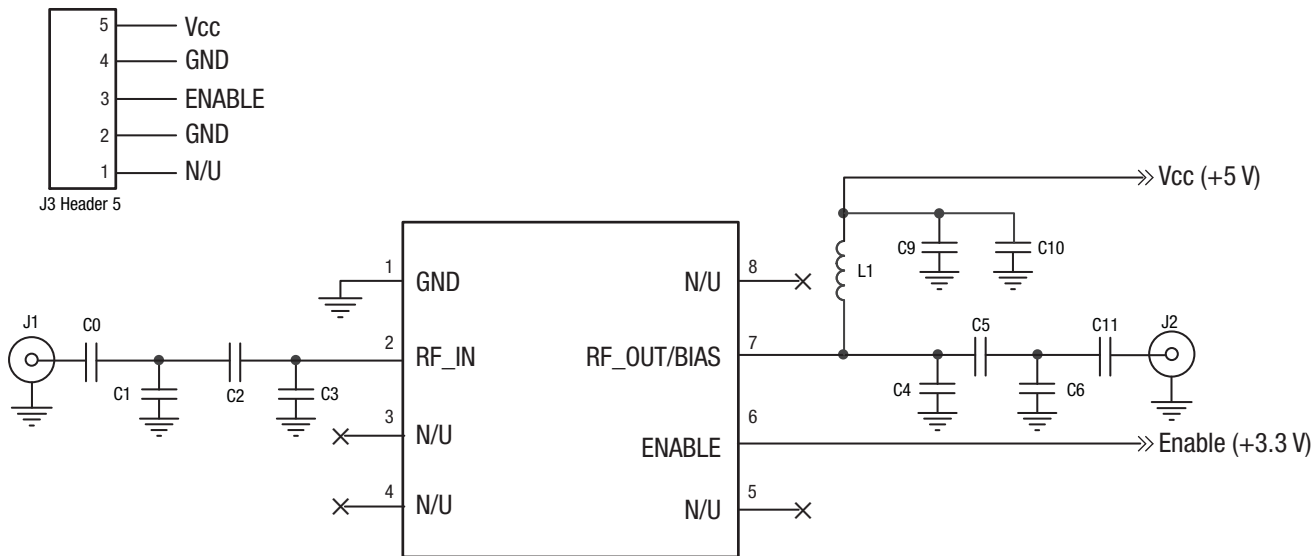 5 Vcc
4 GND
3 ENABLE
2 GND
1 N/U
J3 Header 5
Vcc (+5 V)
C9
C10
L1
1 GND
N/U 8
J1
C0
2 RF_IN
RF_OUT/BIAS 7
C5
C11
J2
C1
C2
C3
C4
C6
3 N/U
ENABLE 6
Enable (+3.3 V)
4 N/U
N/U 5